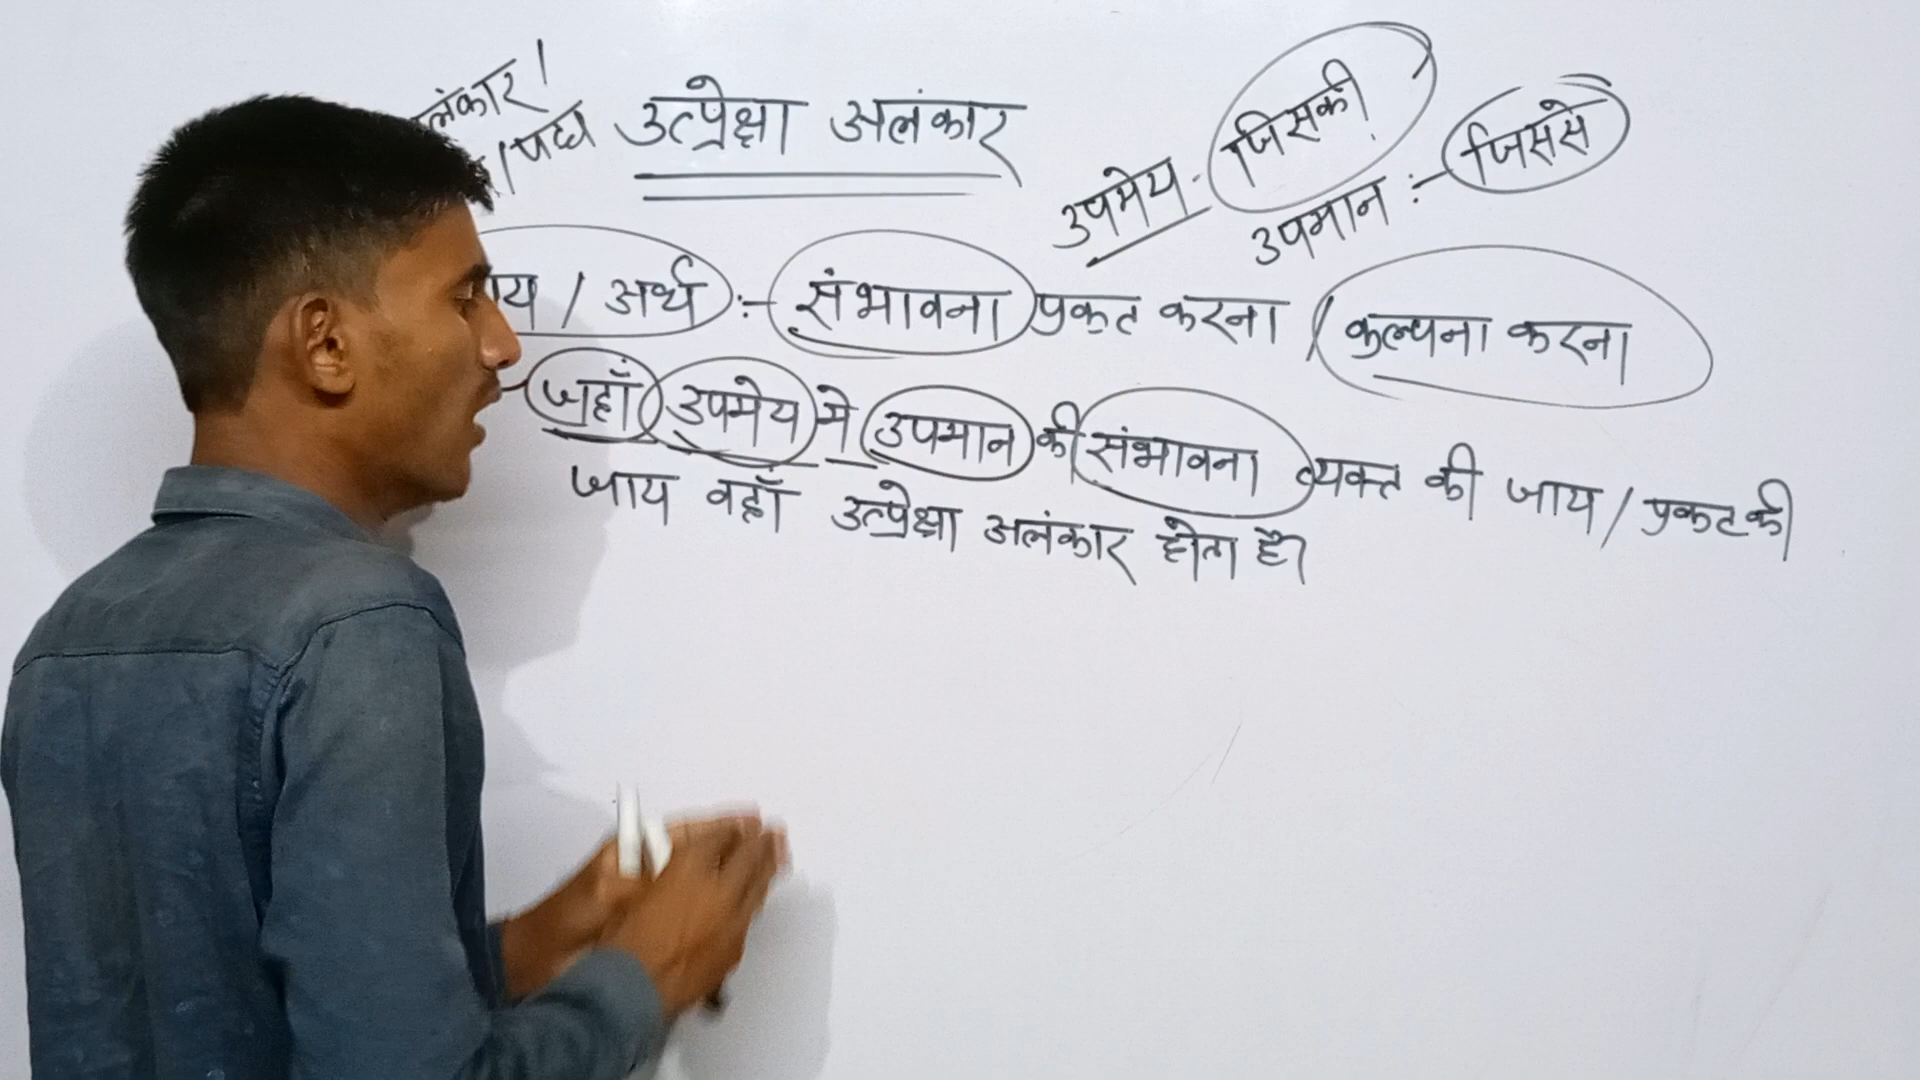 लंकार।
/पद्य
उत्प्रेक्षा अलंकार
उपमेय - जिसकी
उपमान :- जिससे
/ अर्थ :- संभावना प्रकट करना / कल्पना करना
जहाँ उपमेय मे उपमान की संभावना व्यक्त की जाय / प्रकट की
जाय वहाँ उत्प्रेक्षा अलंकार होता है।